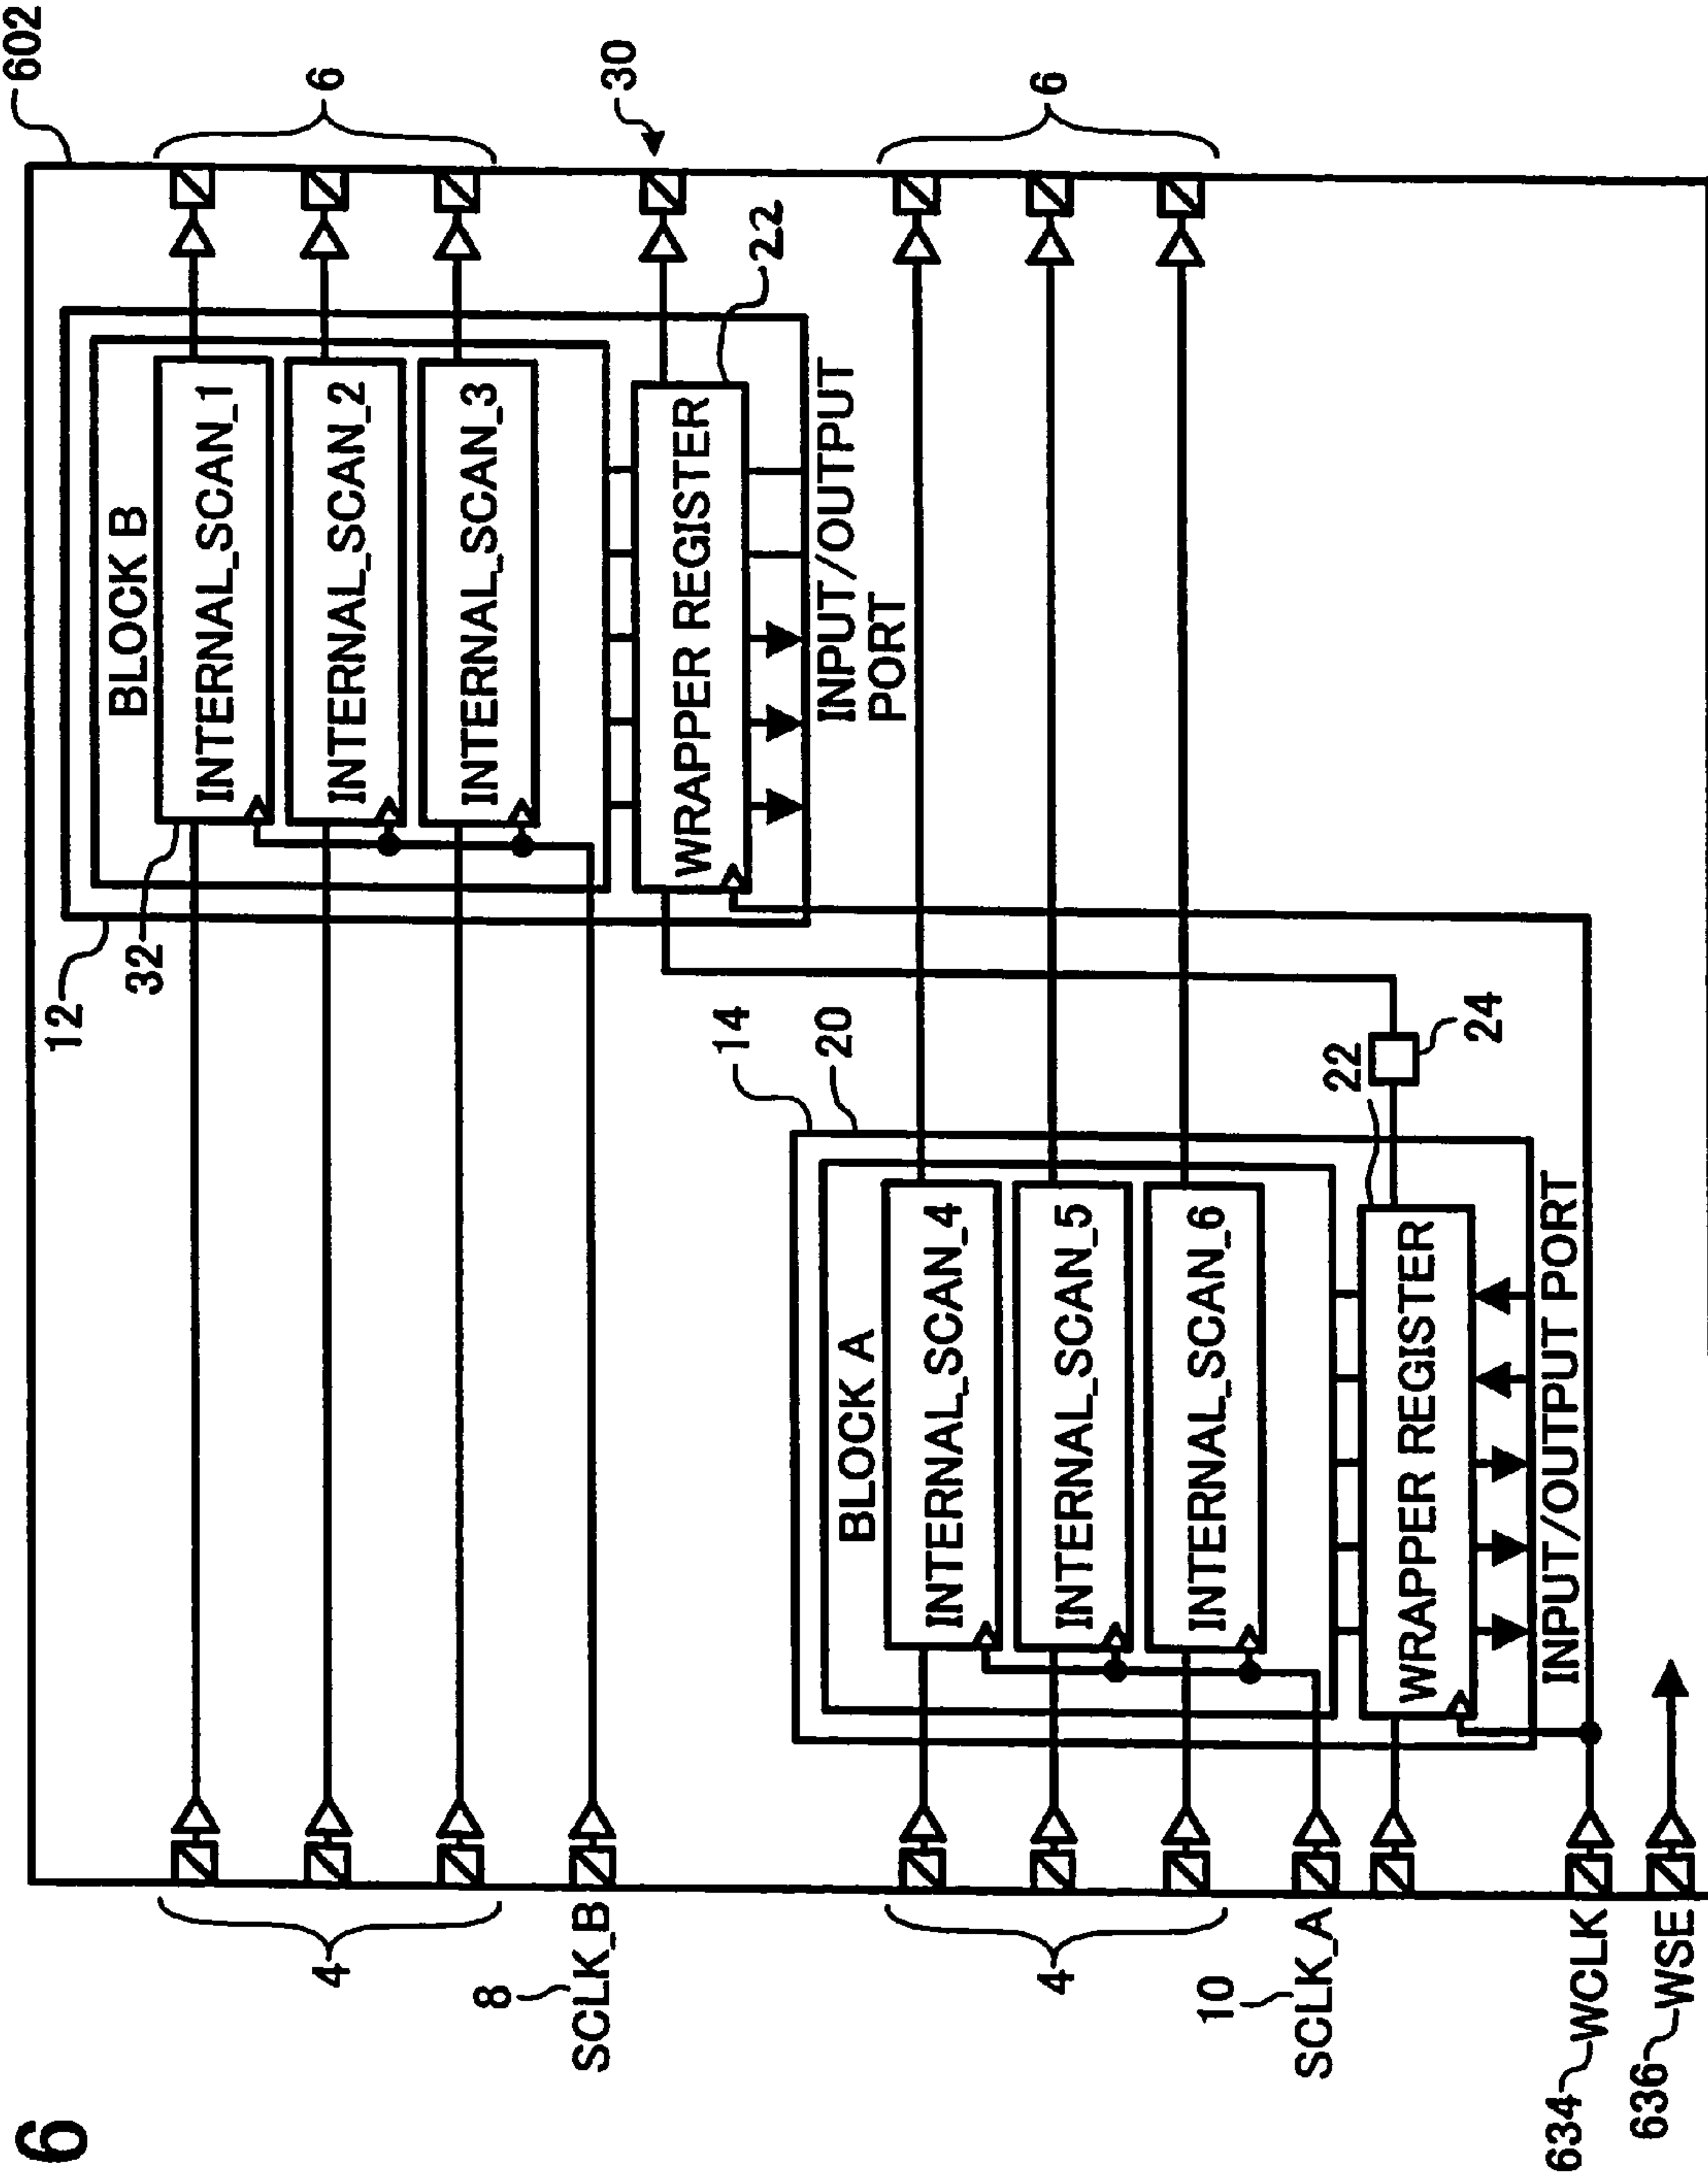 6
602
6
30
6
BLOCK B
INTERNAL_SCAN_1
INTERNAL_SCAN_2
INTERNAL_SCAN_3
WRAPPER REGISTER
22
INPUT/OUTPUT
PORT
32
12
4
8
SCLK_B
14
20
BLOCK A
INTERNAL_SCAN_4
INTERNAL_SCAN_5
INTERNAL_SCAN_6
WRAPPER REGISTER
22
24
INPUT/OUTPUT PORT
4
10
SCLK_A
634 WCLK
636 WSE